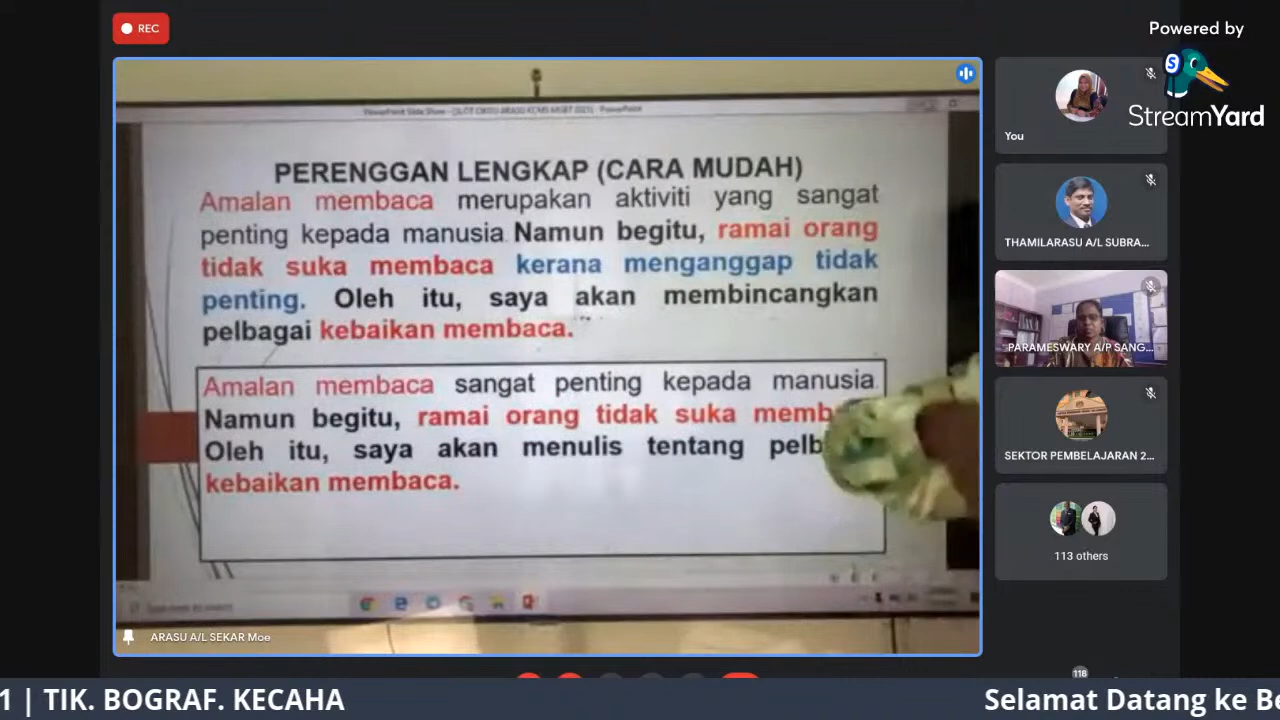 REC
Powered by
StreamYard
PERENGGAN LENGKAP (CARA MUDAH)
Amalan membaca merupakan aktiviti yang sangat
penting kepada manusia. Namun begitu, ramai orang
tidak suka membaca kerana menganggap tidak
penting. Oleh itu, saya akan membincangkan
pelbagai kebaikan membaca.
Amalan membaca sangat penting kepada manusia.
Namun begitu, ramai orang tidak suka memb
Oleh itu, saya akan menulis tentang pelb
kebaikan membaca.
ARASU A/L SEKAR Moe
You
THAMILARASU A/L SUBRA...
PARAMESWARY A/P SANG...
SEKTOR PEMBELAJARAN 2...
113 others
118
1 | TIK. BOGRAF. KECAHA
Selamat Datang ke Be